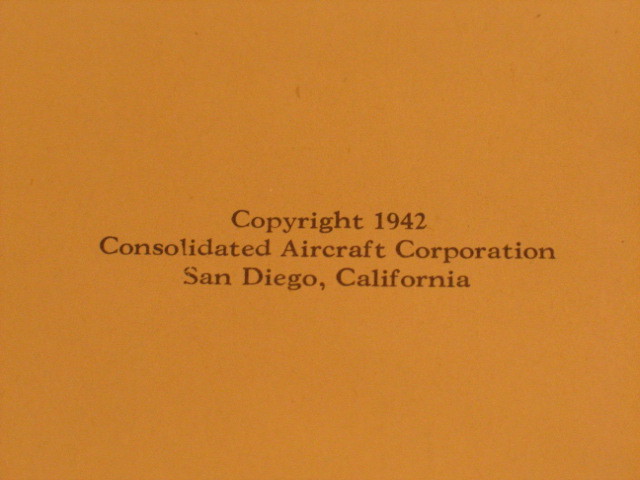 Copyright 1942
Consolidated Aircraft Corporation
San Diego, California